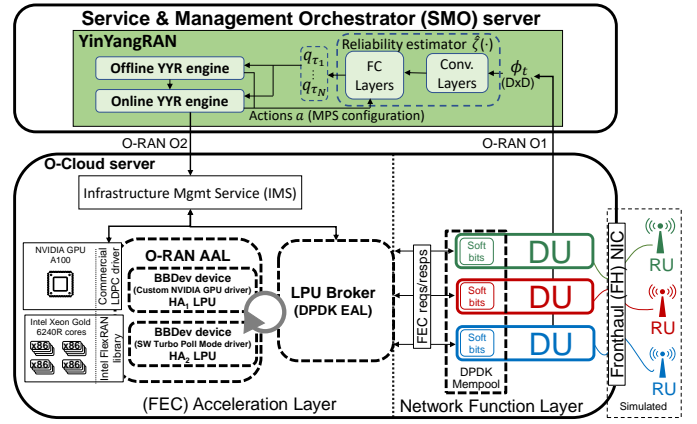 Service & Management Orchestrator (SMO) server
YinYangRAN
Reliability estimator ζ̂(·)
Offline YYR engine
Online YYR engine
q_{τ_1}
⋮
q_{τ_N}
FC
Layers
Conv.
Layers
ϕ_t
(DxD)
Actions a (MPS configuration)
O-RAN O2
O-RAN O1
O-Cloud server
Infrastructure Mgmt Service (IMS)
NVIDIA GPU
A100
Commercial
LDPC driver
Intel Xeon Gold
6240R cores
x86
x86
x86
x86
Intel FlexRAN
library
O-RAN AAL
BBDev device
(Custom NVIDIA GPU driver)
HA₁ LPU
BBDev device
(SW Turbo Poll Mode driver)
HA₂ LPU
LPU Broker
(DPDK EAL)
FEC reqs/resps
Soft
bits
DU
Soft
bits
DU
Soft
bits
DU
DPDK
Mempool
Fronthaul (FH) NIC
RU
RU
RU
Simulated
(FEC) Acceleration Layer
Network Function Layer